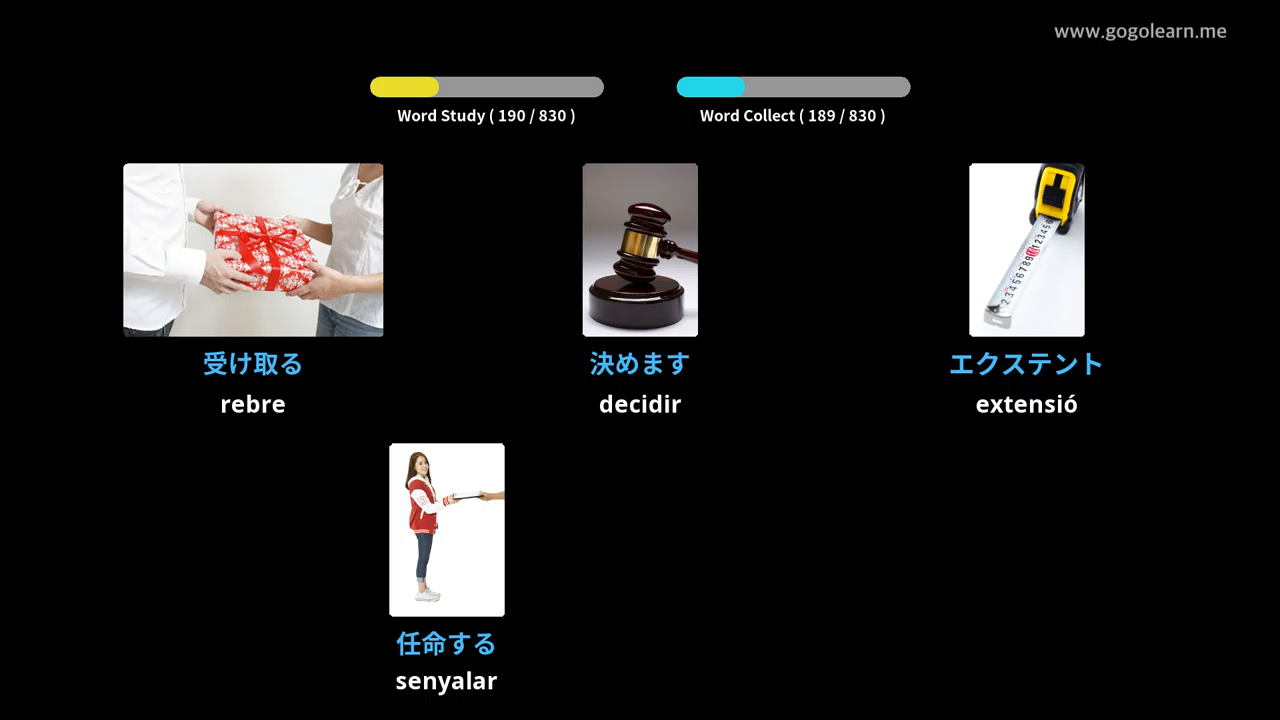 www.gogolearn.me
Word Study ( 190 / 830 )
Word Collect ( 189 / 830 )
受け取る
決めます
エクステント
rebre
decidir
extensió
任命する
senyalar